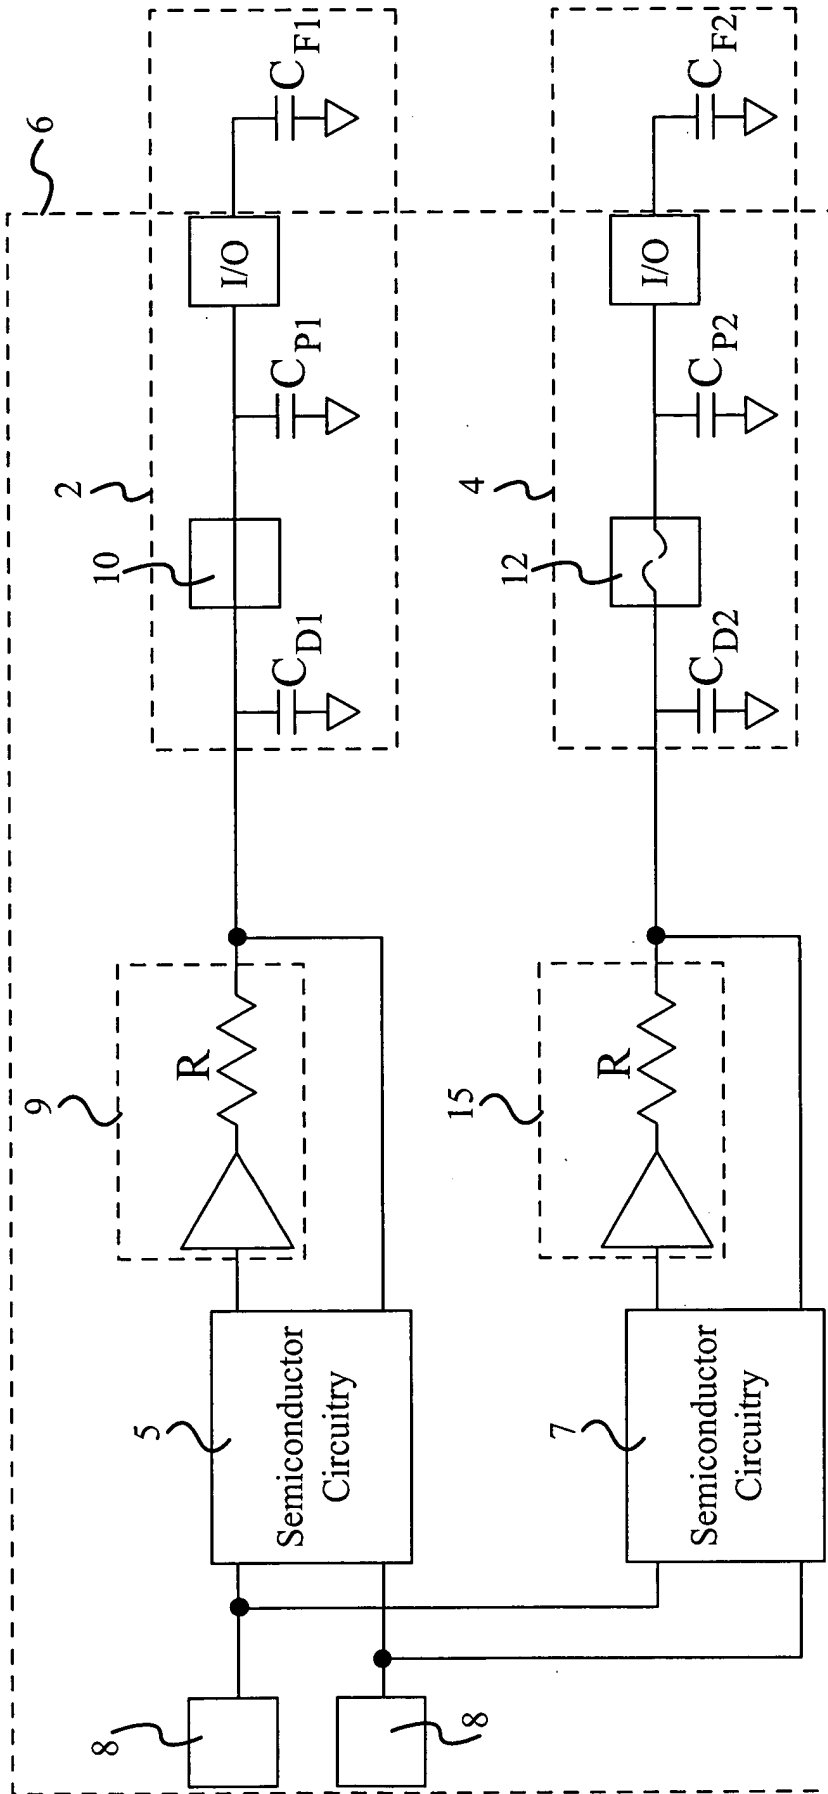 6
2
10
C_D1
C_P1
I/O
C_F1
9
R
5
Semiconductor
Circuitry
8
8
4
12
C_D2
C_P2
I/O
C_F2
15
R
7
Semiconductor
Circuitry